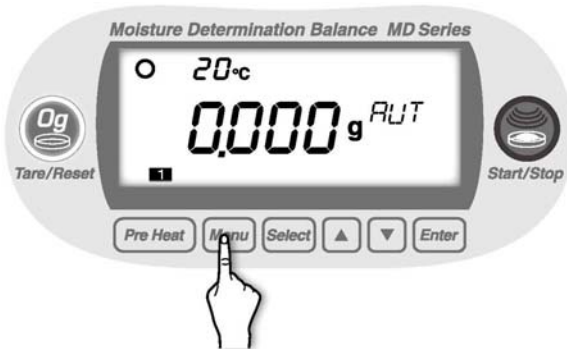 Moisture Determination Balance MD Series
20°C
0.000 g AUT
0g
Tare/Reset
1
Start/Stop
Pre Heat Menu Select ▲ ▼ Enter